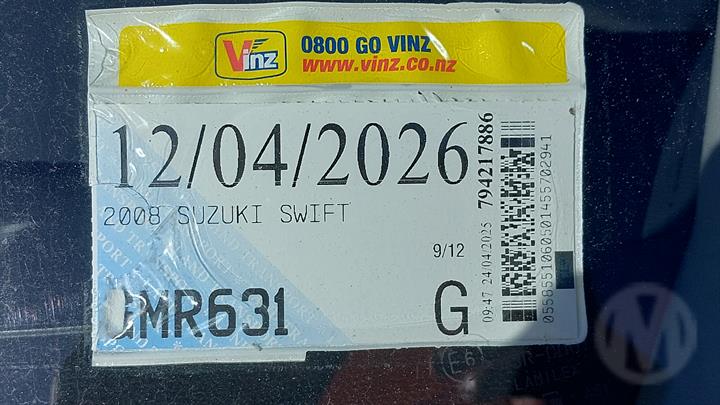 Vinz
0800 GO VINZ
www.vinz.co.nz
12/04/2026
2008 SUZUKI SWIFT
9/12
MR631
G
794217886
09:47 24/04/2025
0558551060501455702941
M